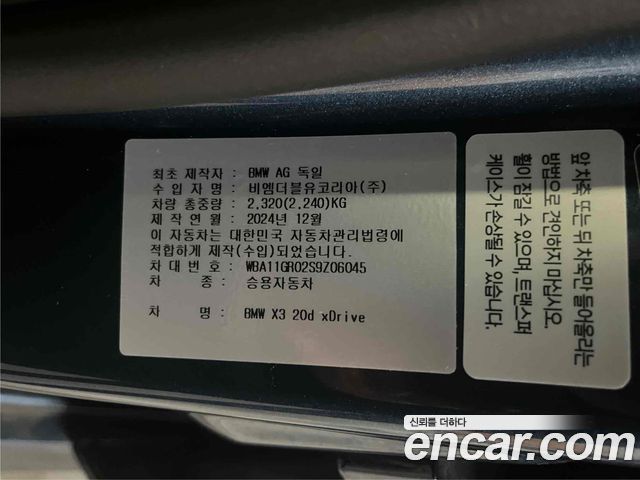 최초 제작자 : BMW AG 독일
수 입 자 명 : 비엠더블유코리아(주)
차량 총중량 : 2,320(2,240)KG
제 작 연 월 : 2024년 12월
이 자동차는 대한민국 자동차관리법령에
적합하게 제작(수입)되었습니다.
차 대 번 호 : WBA11GR02S9Z06045
차 종 : 승용자동차
차 명 : BMW X3 20d xDrive
앞 차축 또는 뒤 차축만 들어올리는
방법으로 견인하지 마십시오.
휠이 잠길 수 있으며, 트랜스퍼
케이스가 손상될 수 있습니다.
신뢰를 더하다
encar.com